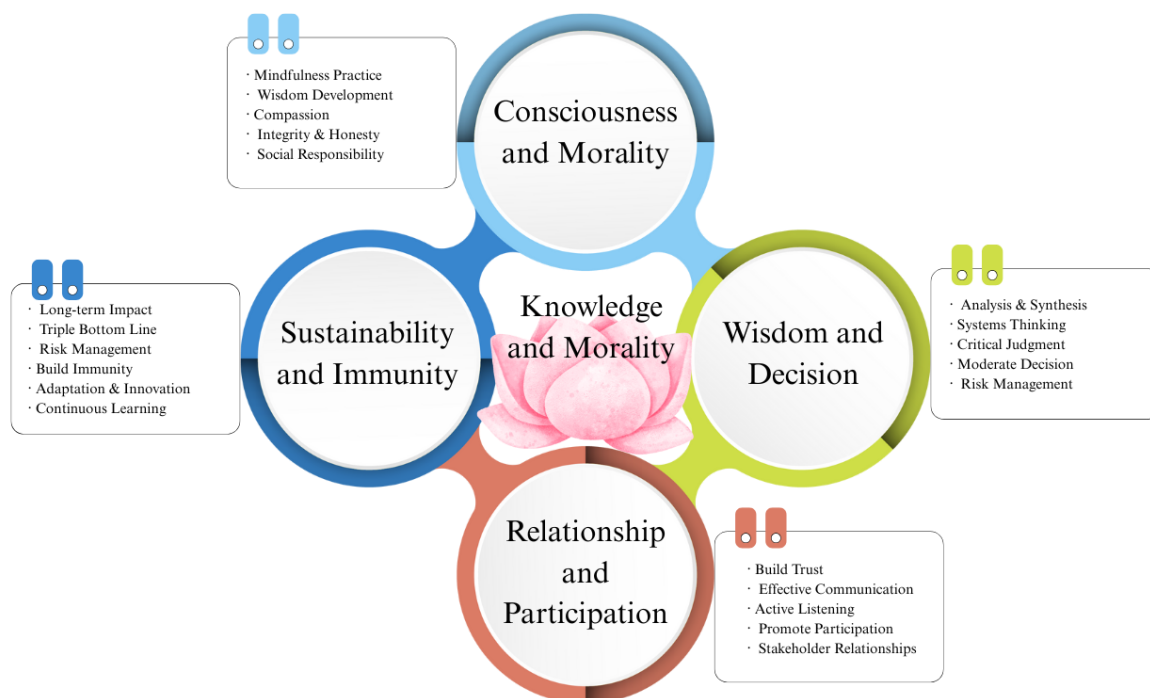 · Mindfulness Practice
· Wisdom Development
· Compassion
· Integrity & Honesty
· Social Responsibility
Consciousness
and Morality
· Long-term Impact
· Triple Bottom Line
· Risk Management
· Build Immunity
· Adaptation & Innovation
· Continuous Learning
Sustainability
and Immunity
Knowledge
and Morality
Wisdom and
Decision
· Analysis & Synthesis
· Systems Thinking
· Critical Judgment
· Moderate Decision
· Risk Management
Relationship
and
Participation
· Build Trust
· Effective Communication
· Active Listening
· Promote Participation
· Stakeholder Relationships